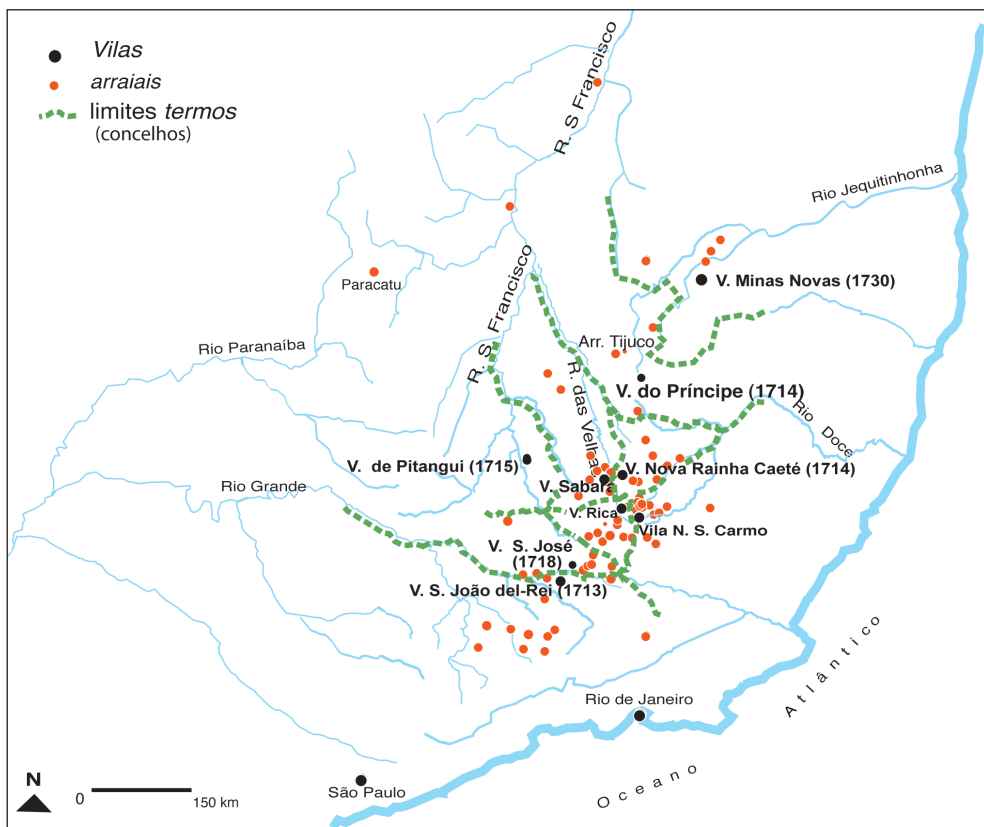 Vilas
arraiais
limites termos
(concelhos)
R. S Francisco
Rio Jequitinhonha
Paracatu
V. Minas Novas (1730)
R. S. Francisco
Arr. Tijuco
Rio Paranaíba
R. das Velhas
V. do Príncipe (1714)
Rio Doce
V. de Pitangui (1715)
V. Nova Rainha Caeté (1714)
V. Sabará
Rio Grande
V. Rica
Vila N. S. Carmo
V. S. José
(1718)
V. S. João del-Rei (1713)
Rio de Janeiro
Atlântico
Oceano
São Paulo
N
0
150 km